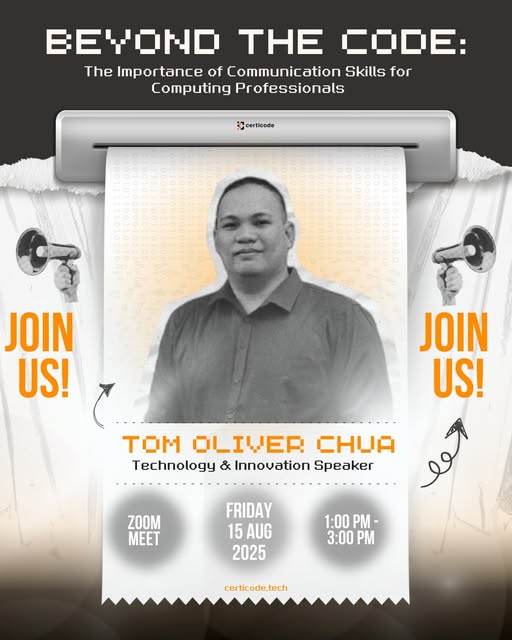 BEYOND THE CODE:
The Importance of Communication Skills for
Computing Professionals
certicode
JOIN
US!
JOIN
US!
TOM OLIVER CHUA
Technology & Innovation Speaker
ZOOM
MEET
FRIDAY
15 AUG
2025
1:00 PM -
3:00 PM
certicode,tech